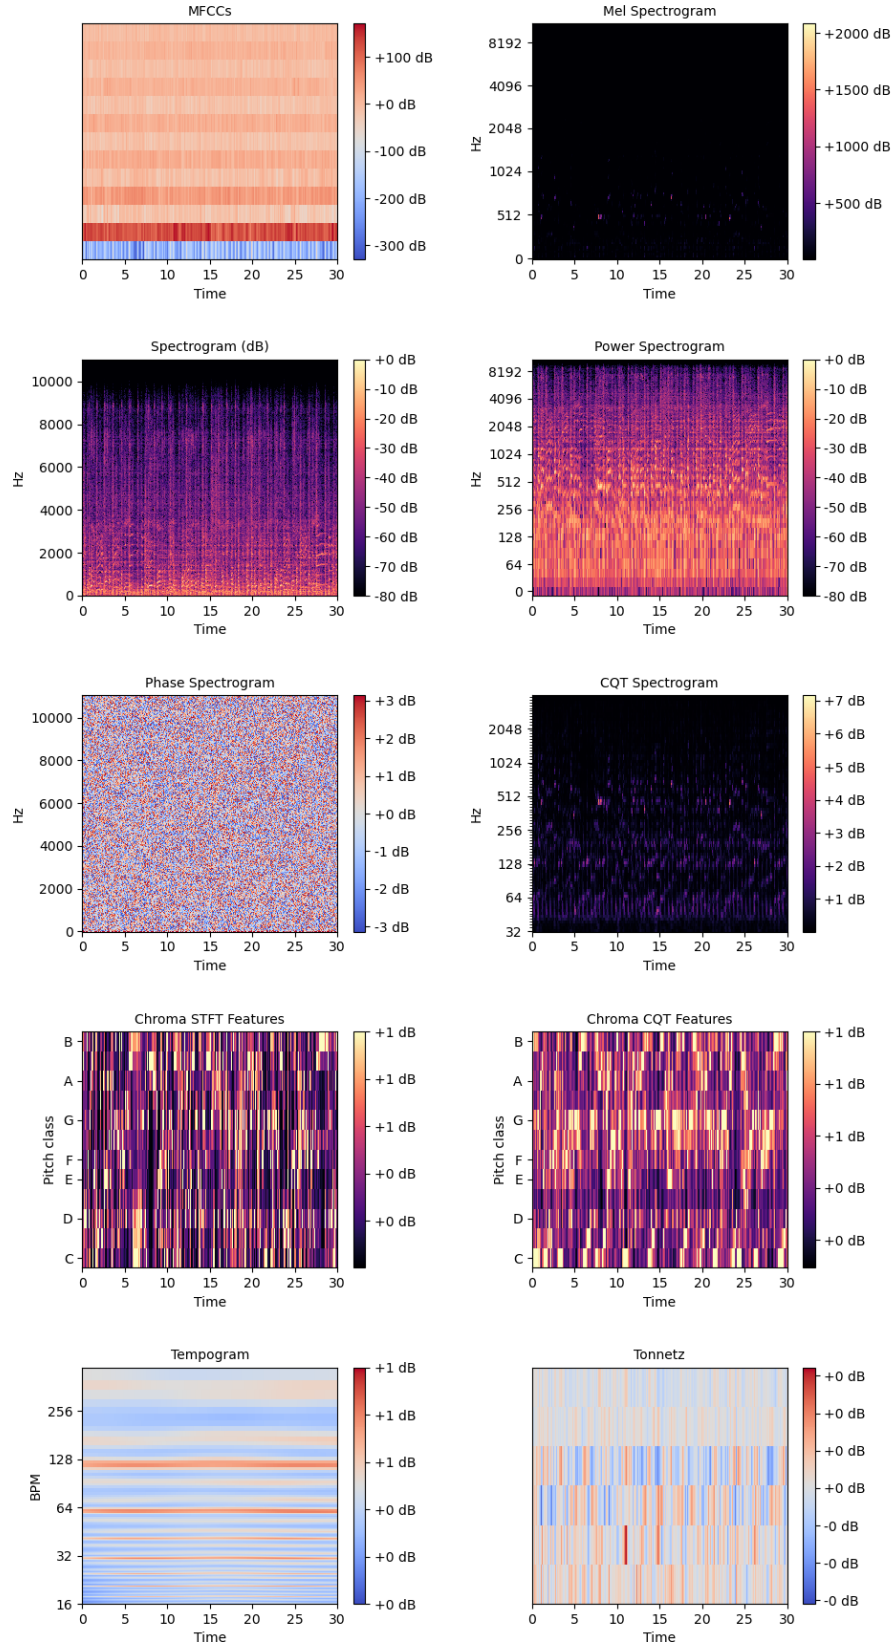 MFCCs
+100 dB
+0 dB
-100 dB
-200 dB
-300 dB
0 5 10 15 20 25 30
Time
Mel Spectrogram
Hz
8192
4096
2048
1024
512
0
+2000 dB
+1500 dB
+1000 dB
+500 dB
0 5 10 15 20 25 30
Time
Spectrogram (dB)
Hz
10000
8000
6000
4000
2000
0
+0 dB
-10 dB
-20 dB
-30 dB
-40 dB
-50 dB
-60 dB
-70 dB
-80 dB
0 5 10 15 20 25 30
Time
Power Spectrogram
Hz
8192
4096
2048
1024
512
256
128
64
0
+0 dB
-10 dB
-20 dB
-30 dB
-40 dB
-50 dB
-60 dB
-70 dB
-80 dB
0 5 10 15 20 25 30
Time
Phase Spectrogram
Hz
10000
8000
6000
4000
2000
0
+3 dB
+2 dB
+1 dB
+0 dB
-1 dB
-2 dB
-3 dB
0 5 10 15 20 25 30
Time
CQT Spectrogram
Hz
2048
1024
512
256
128
64
32
+7 dB
+6 dB
+5 dB
+4 dB
+3 dB
+2 dB
+1 dB
0 5 10 15 20 25 30
Time
Chroma STFT Features
Pitch class
B
A
G
F
E
D
C
+1 dB
+1 dB
+1 dB
+0 dB
+0 dB
0 5 10 15 20 25 30
Time
Chroma CQT Features
Pitch class
B
A
G
F
E
D
C
+1 dB
+1 dB
+1 dB
+0 dB
+0 dB
0 5 10 15 20 25 30
Time
Tempogram
BPM
256
128
64
32
16
+1 dB
+1 dB
+1 dB
+0 dB
+0 dB
+0 dB
0 5 10 15 20 25 30
Time
Tonnetz
+0 dB
+0 dB
+0 dB
+0 dB
-0 dB
-0 dB
-0 dB
0 5 10 15 20 25 30
Time